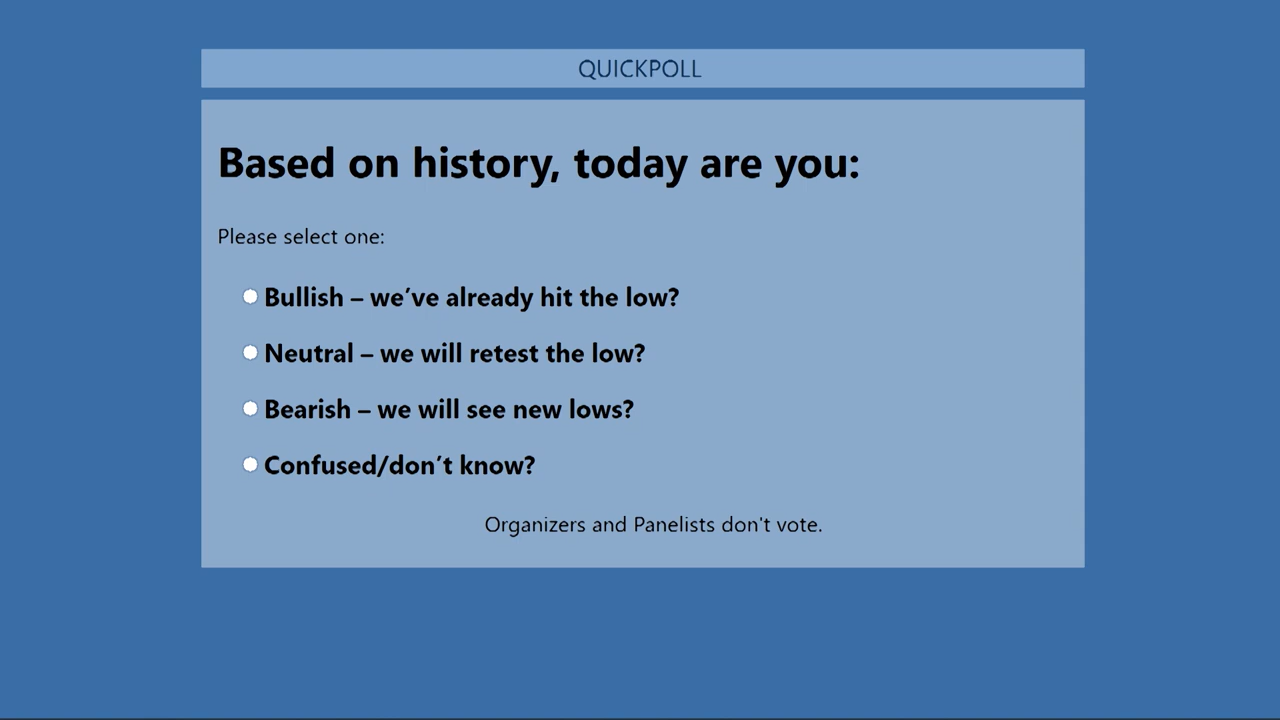 QUICKPOLL
Based on history, today are you:
Please select one:
Bullish – we’ve already hit the low?
Neutral – we will retest the low?
Bearish – we will see new lows?
Confused/don’t know?
Organizers and Panelists don't vote.